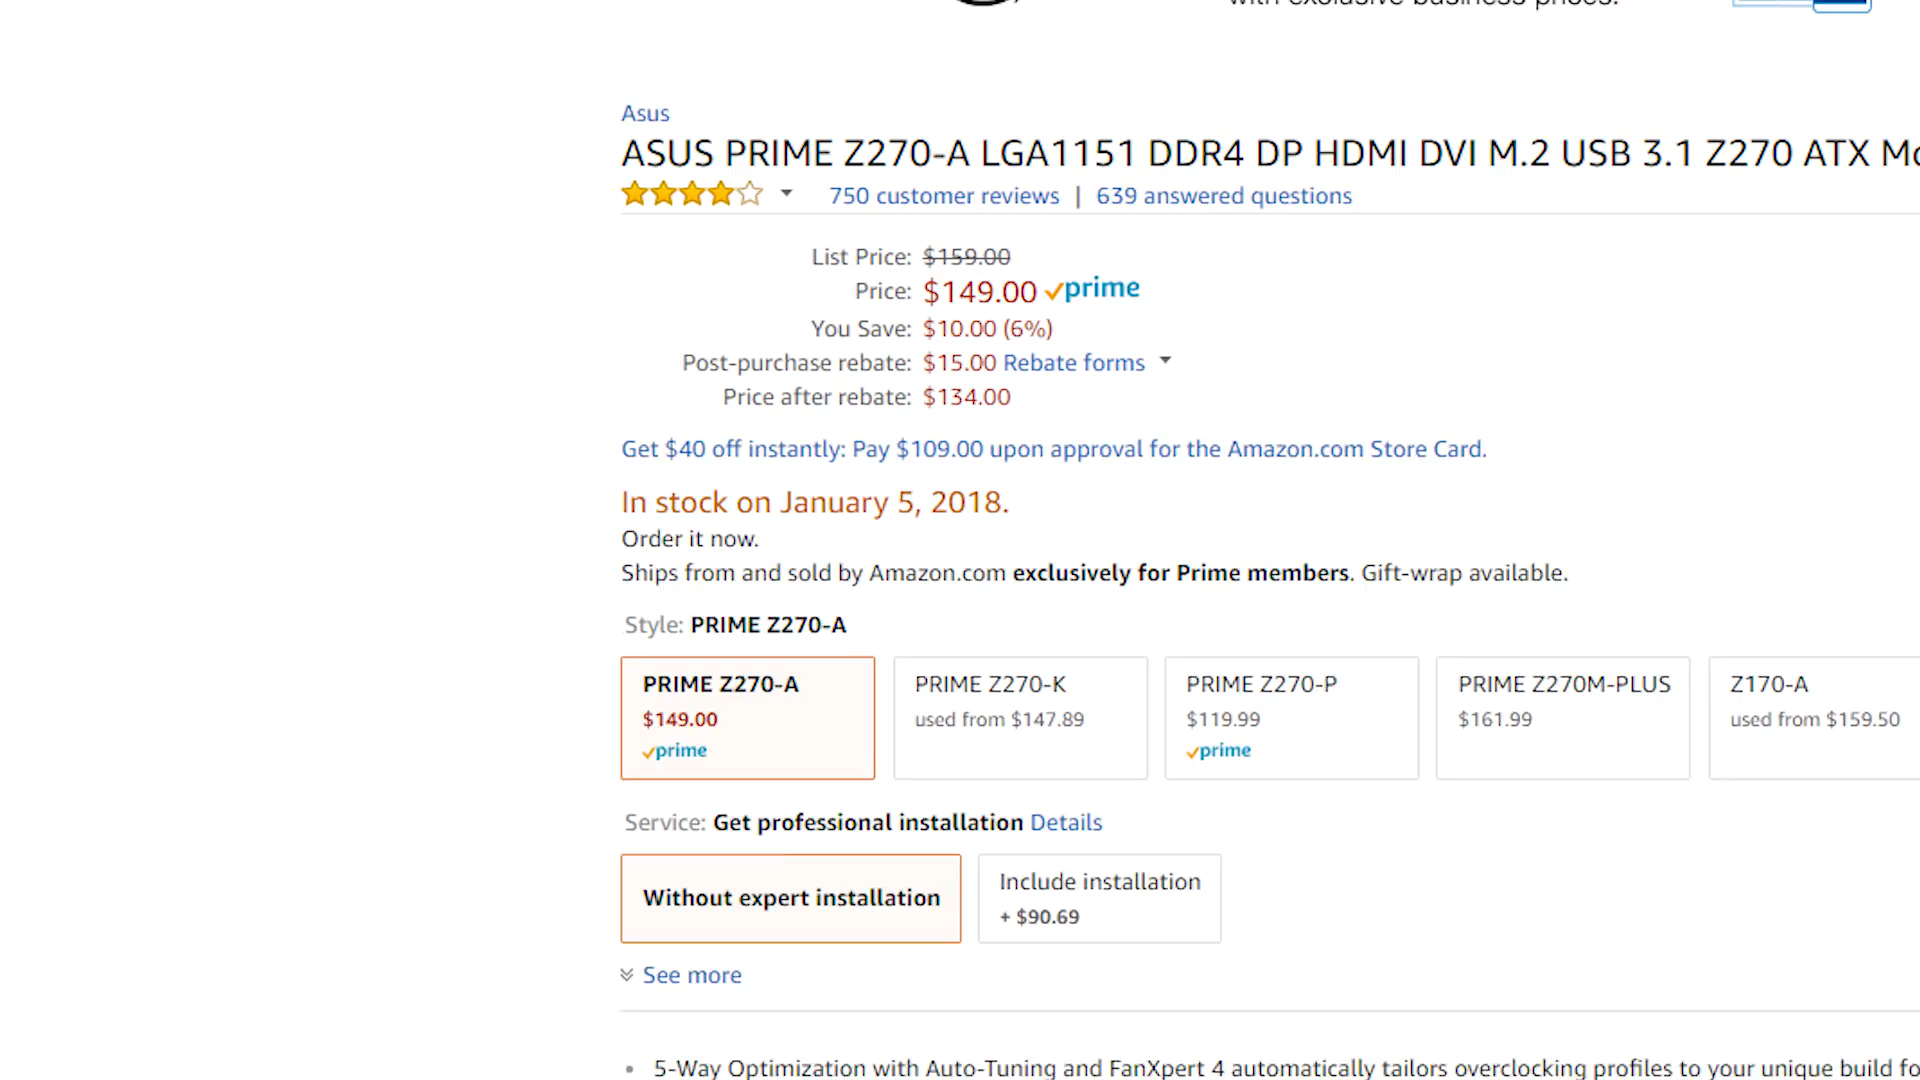 with exclusive business prices.
Asus
ASUS PRIME Z270-A LGA1151 DDR4 DP HDMI DVI M.2 USB 3.1 Z270 ATX
750 customer reviews | 639 answered questions
List Price: $159.00
Price: $149.00 prime
You Save: $10.00 (6%)
Post-purchase rebate: $15.00 Rebate forms
Price after rebate: $134.00
Get $40 off instantly: Pay $109.00 upon approval for the Amazon.com Store Card.
In stock on January 5, 2018.
Order it now.
Ships from and sold by Amazon.com exclusively for Prime members. Gift-wrap available.
Style: PRIME Z270-A
PRIME Z270-A PRIME Z270-K PRIME Z270-P PRIME Z270M-PLUS Z170-A
$149.00 used from $147.89 $119.99 $161.99 used from $159.50
prime prime
Service: Get professional installation Details
Without expert installation
Include installation
+ $90.69
See more
• 5-Way Optimization with Auto-Tuning and FanXpert 4 automatically tailors overclocking profiles to your unique build